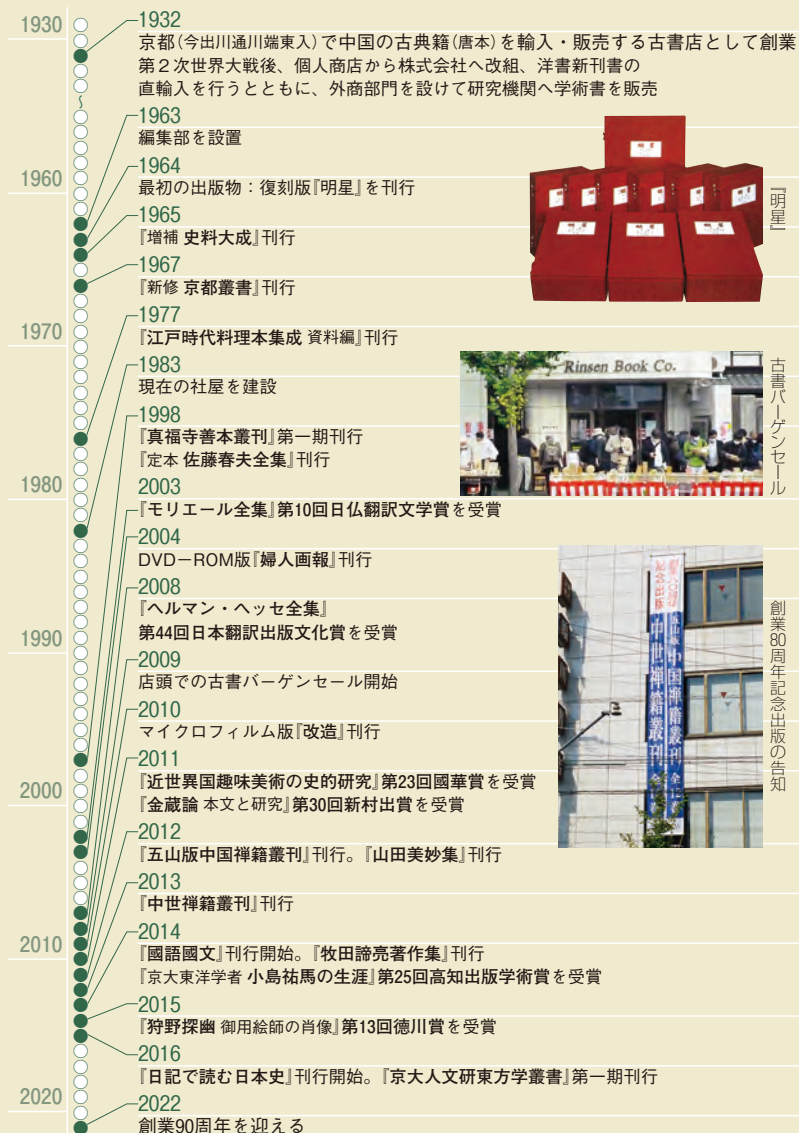 1930
1932
京都(今出川通川端東入)で中国の古典籍(唐本)を輸入・販売する古書店として創業
第2次世界大戦後、個人商店から株式会社へ改組、洋書新刊書の
直輸入を行うとともに、外商部門を設けて研究機関へ学術書を販売
〜
1963
編集部を設置
1964
1960
最初の出版物：復刻版『明星』を刊行
1965
『増補 史料大成』刊行
1967
『新修 京都叢書』刊行
『明星』
1977
1970
『江戸時代料理本集成 資料編』刊行
1983
現在の社屋を建設
1998
『真福寺善本叢刊』第一期刊行
『定本 佐藤春夫全集』刊行
Rinsen Book Co.
古書バーゲンセール
2003
1980
『モリエール全集』第10回日仏翻訳文学賞を受賞
2004
DVD－ROM版『婦人画報』刊行
2008
『ヘルマン・ヘッセ全集』
第44回日本翻訳出版文化賞を受賞
1990
2009
店頭での古書バーゲンセール開始
2010
マイクロフィルム版『改造』刊行
2011
『近世異国趣味美術の史的研究』第23回國華賞を受賞
2000
『金蔵論 本文と研究』第30回新村出賞を受賞
五山版 中国禅籍叢刊 全12
中世禅籍叢刊 全
創業80周年記念出版の告知
2012
『五山版中国禅籍叢刊』刊行。『山田美妙集』刊行
2013
『中世禅籍叢刊』刊行
2014
2010
『國語國文』刊行開始。『牧田諦亮著作集』刊行
『京大東洋学者 小島祐馬の生涯』第25回高知出版学術賞を受賞
2015
『狩野探幽 御用絵師の肖像』第13回徳川賞を受賞
2016
『日記で読む日本史』刊行開始。『京大人文研東方学叢書』第一期刊行
2020
2022
創業90周年を迎える